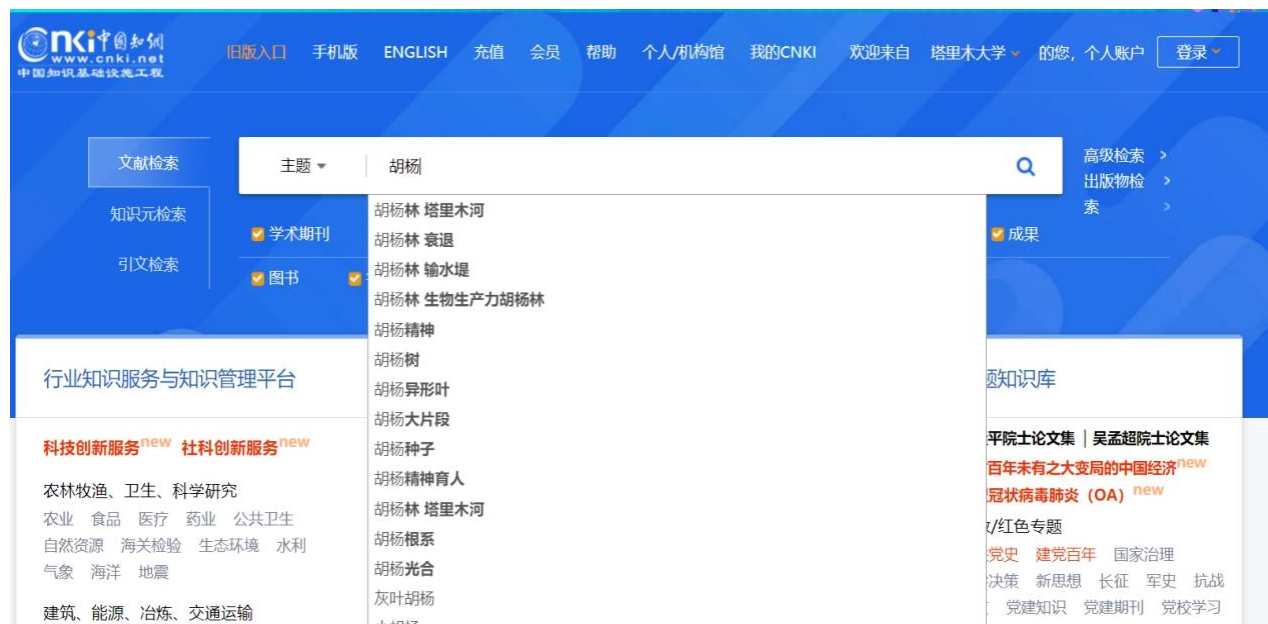 Cnki中国知网
www.cnki.net
中国知识基础设施工程
旧版入口 手机版 ENGLISH 充值 会员 帮助 个人/机构馆 我的CNKI 欢迎来自 塔里木大学 的您，个人账户 登录
文献检索
知识元检索
引文检索
主题 胡杨
高级检索 >
出版物检索 >
学术期刊
成果
图书
胡杨林 塔里木河
胡杨林 衰退
胡杨林 输水堤
胡杨林 生物生产力胡杨林
胡杨精神
胡杨树
胡杨异形叶
胡杨大片段
胡杨种子
胡杨精神育人
胡杨林 塔里木河
胡杨根系
胡杨光合
灰叶胡杨
行业知识服务与知识管理平台
科技创新服务new 社科创新服务new
农林牧渔、卫生、科学研究
农业 食品 医疗 药业 公共卫生
自然资源 海关检验 生态环境 水利
气象 海洋 地震
建筑、能源、冶炼、交通运输
知识库
平院士论文集 | 吴孟超院士论文集
百年未有之大变局的中国经济new
冠状病毒肺炎（OA）new
/红色专题
党史 建党百年 国家治理
决策 新思想 长征 军史 抗战
党建知识 党建期刊 党校学习